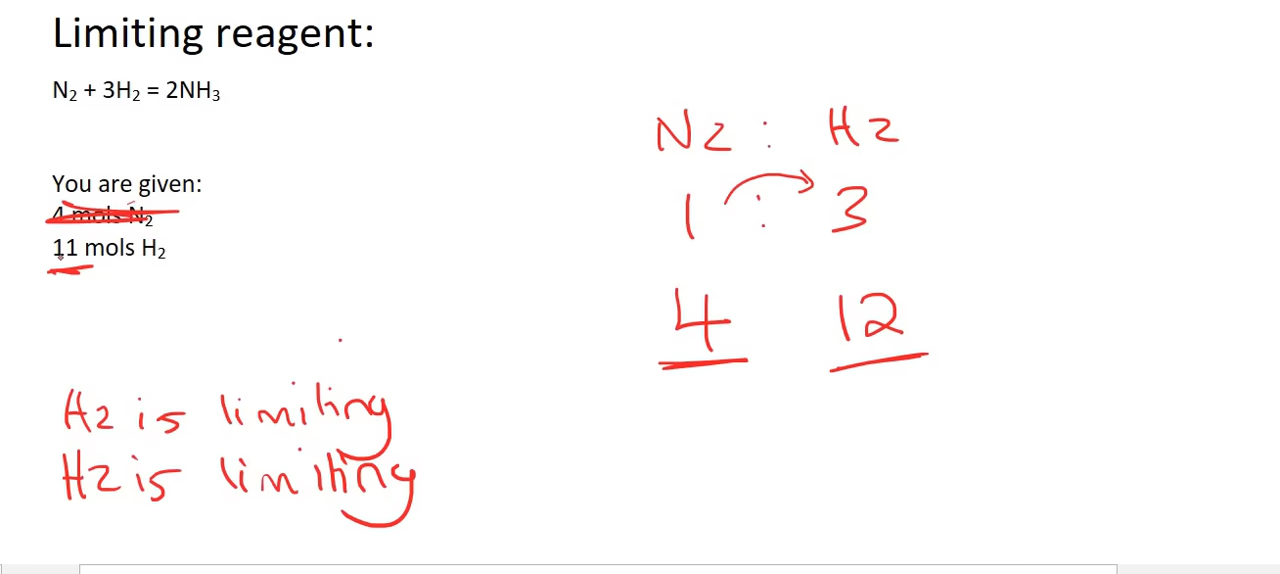 Limiting reagent:
N₂ + 3H₂ = 2NH₃
You are given:
4 mols N₂
11 mols H₂
N2 : H2
1 : 3
4 12
H2 is limiting
H2 is limiting